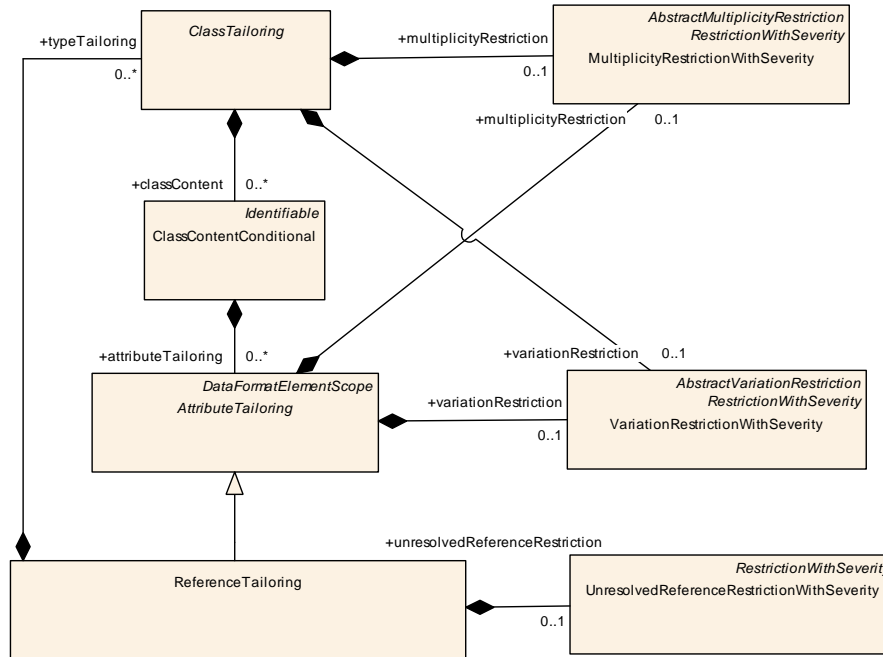 AbstractMultiplicityRestriction
ClassTailoring
RestrictionWithSeverity
+typeTailoring
+multiplicityRestriction
MultiplicityRestrictionWithSeverity
0..*
0..1
+multiplicityRestriction
0..1
+classContent
0..*
Identifiable
ClassContentConditional
+attributeTailoring
0..*
+variationRestriction
0..1
DataFormatElementScope
AbstractVariationRestriction
AttributeTailoring
+variationRestriction
RestrictionWithSeverity
VariationRestrictionWithSeverity
0..1
+unresolvedReferenceRestriction
RestrictionWithSeverity
ReferenceTailoring
UnresolvedReferenceRestrictionWithSeverity
0..1